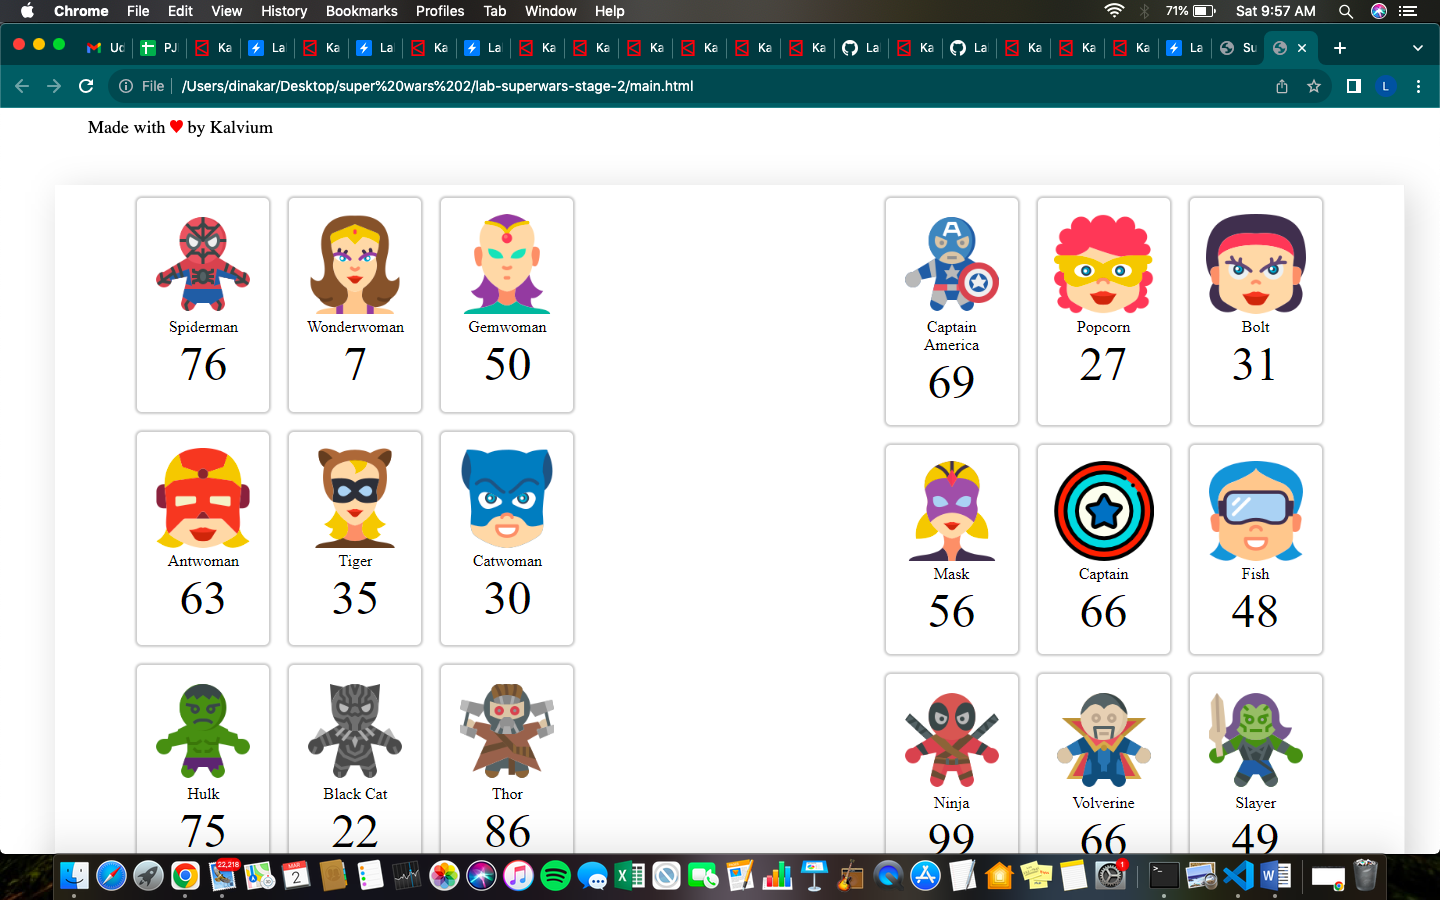 Chrome File Edit View History Bookmarks Profiles Tab Window Help 71% Sat 9:57 AM
Ud PJ Ka La Ka La Ka La Ka Ka Ka Ka Ka Ka La Ka La Ka Ka Ka La Su
File /Users/dinakar/Desktop/super%20wars%202/lab-superwars-stage-2/main.html L
Made with ♥ by Kalvium
Spiderman Wonderwoman Gemwoman
76 7 50
Antwoman Tiger Catwoman
63 35 30
Hulk Black Cat Thor
75 22 86
Captain America Popcorn Bolt
69 27 31
Mask Captain Fish
56 66 48
Ninja Volverine Slayer
99 66 49
22,218 MAR 2 1